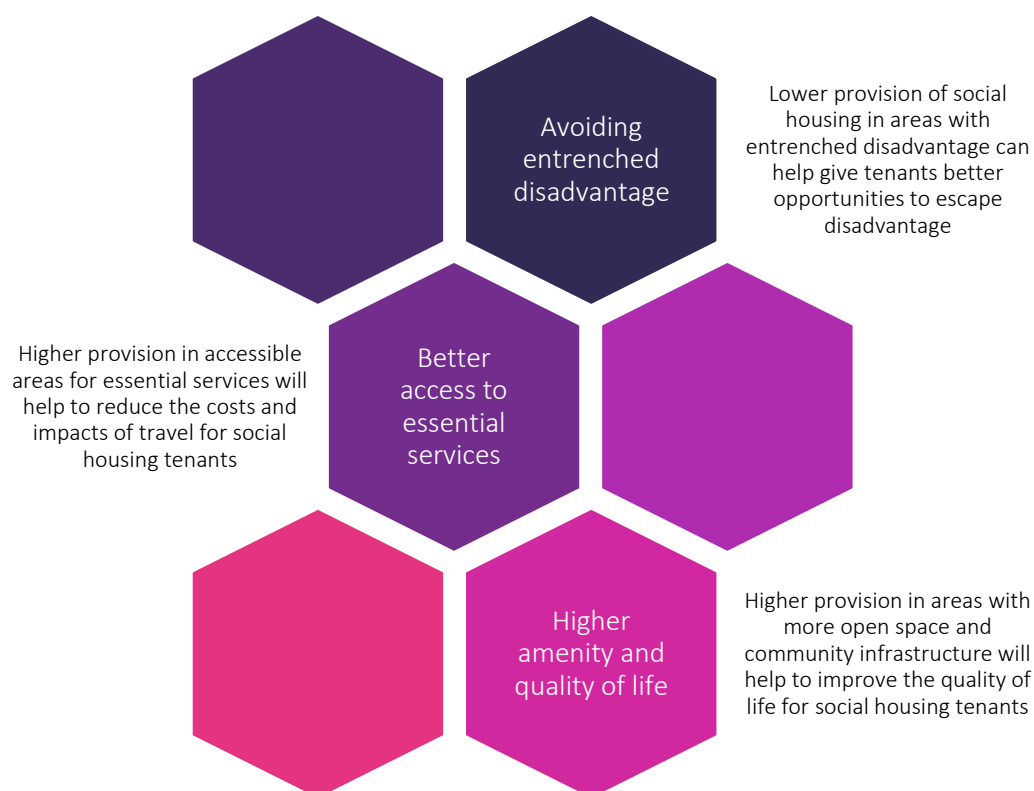 Avoiding
entrenched
disadvantage
Lower provision of social
housing in areas with
entrenched disadvantage can
help give tenants better
opportunities to escape
disadvantage
Higher provision in accessible
areas for essential services will
help to reduce the costs and
impacts of travel for social
housing tenants
Better
access to
essential
services
Higher
amenity and
quality of life
Higher provision in areas with
more open space and
community infrastructure will
help to improve the quality of
life for social housing tenants